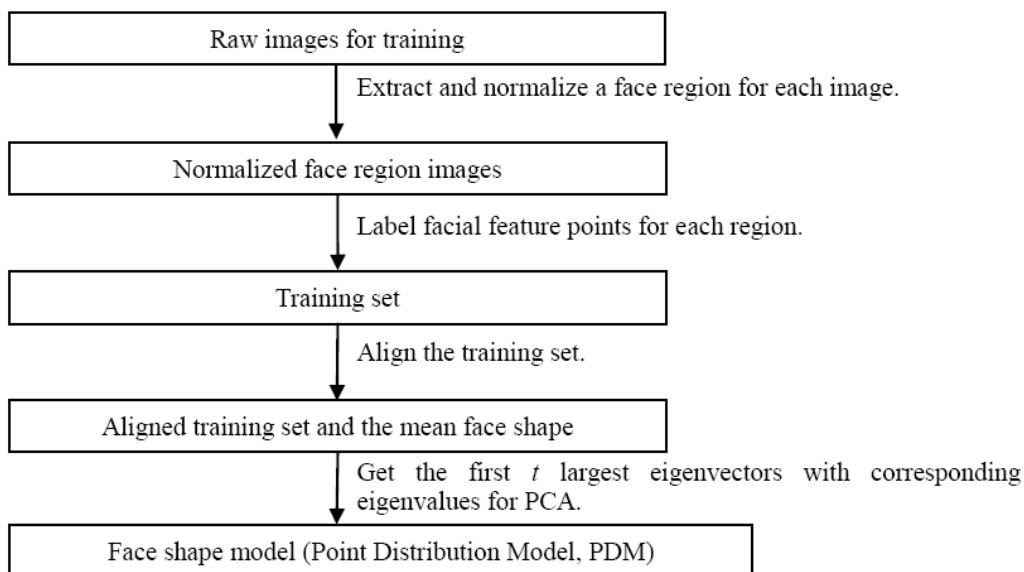 Raw images for training
Extract and normalize a face region for each image.
Normalized face region images
Label facial feature points for each region.
Training set
Align the training set.
Aligned training set and the mean face shape
Get the first t largest eigenvectors with corresponding
eigenvalues for PCA.
Face shape model (Point Distribution Model, PDM)